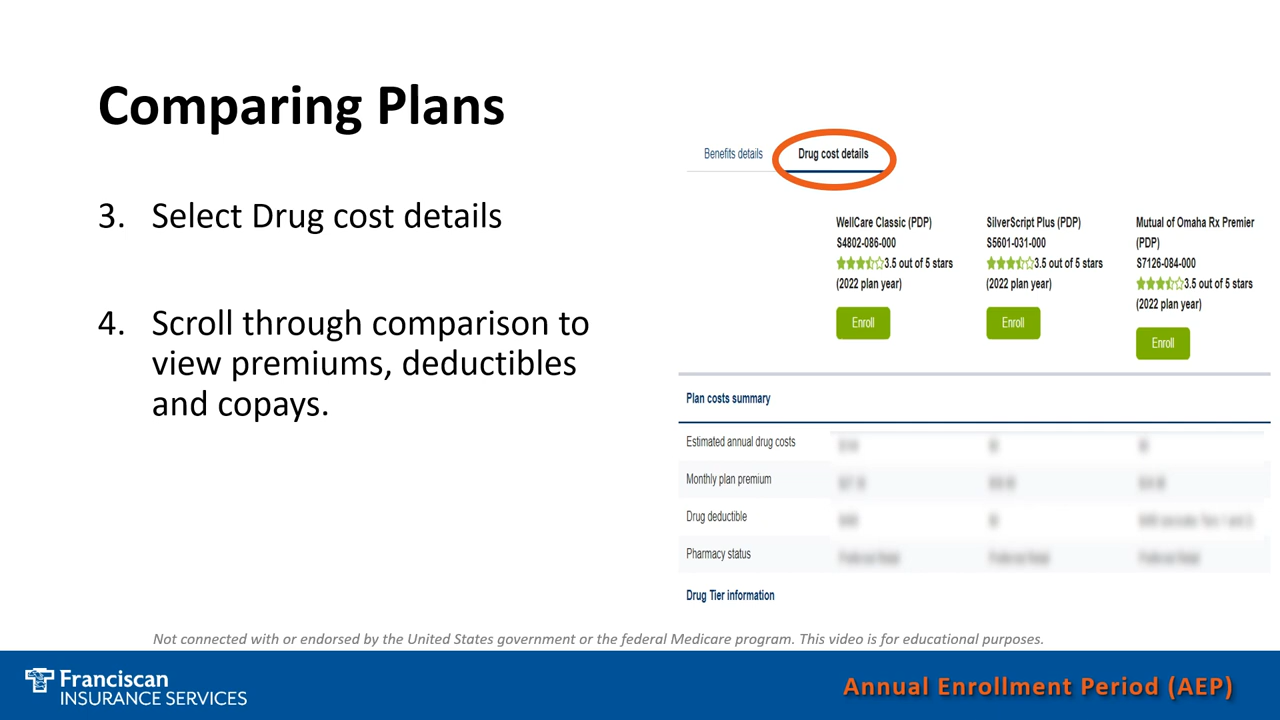 Comparing Plans
3. Select Drug cost details
4. Scroll through comparison to
view premiums, deductibles
and copays.
Benefits details
Drug cost details
WellCare Classic (PDP)
S4802-086-000
3.5 out of 5 stars
(2022 plan year)
Enroll
SilverScript Plus (PDP)
S5601-031-000
3.5 out of 5 stars
(2022 plan year)
Enroll
Mutual of Omaha Rx Premier
(PDP)
S7126-084-000
3.5 out of 5 stars
(2022 plan year)
Enroll
Plan costs summary
Estimated annual drug costs
Monthly plan premium
Drug deductible
Pharmacy status
Drug Tier information
Not connected with or endorsed by the United States government or the federal Medicare program. This video is for educational purposes.
Franciscan
INSURANCE SERVICES
Annual Enrollment Period (AEP)